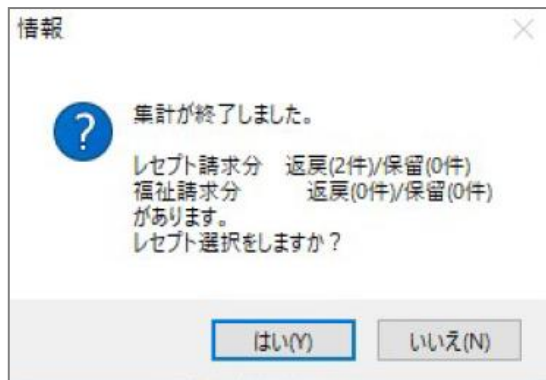 情報
集計が終了しました。
レセプト請求分　返戻(2件)/保留(0件)
福祉請求分　　　返戻(0件)/保留(0件)
があります。
レセプト選択をしますか？
はい(Y)
いいえ(N)